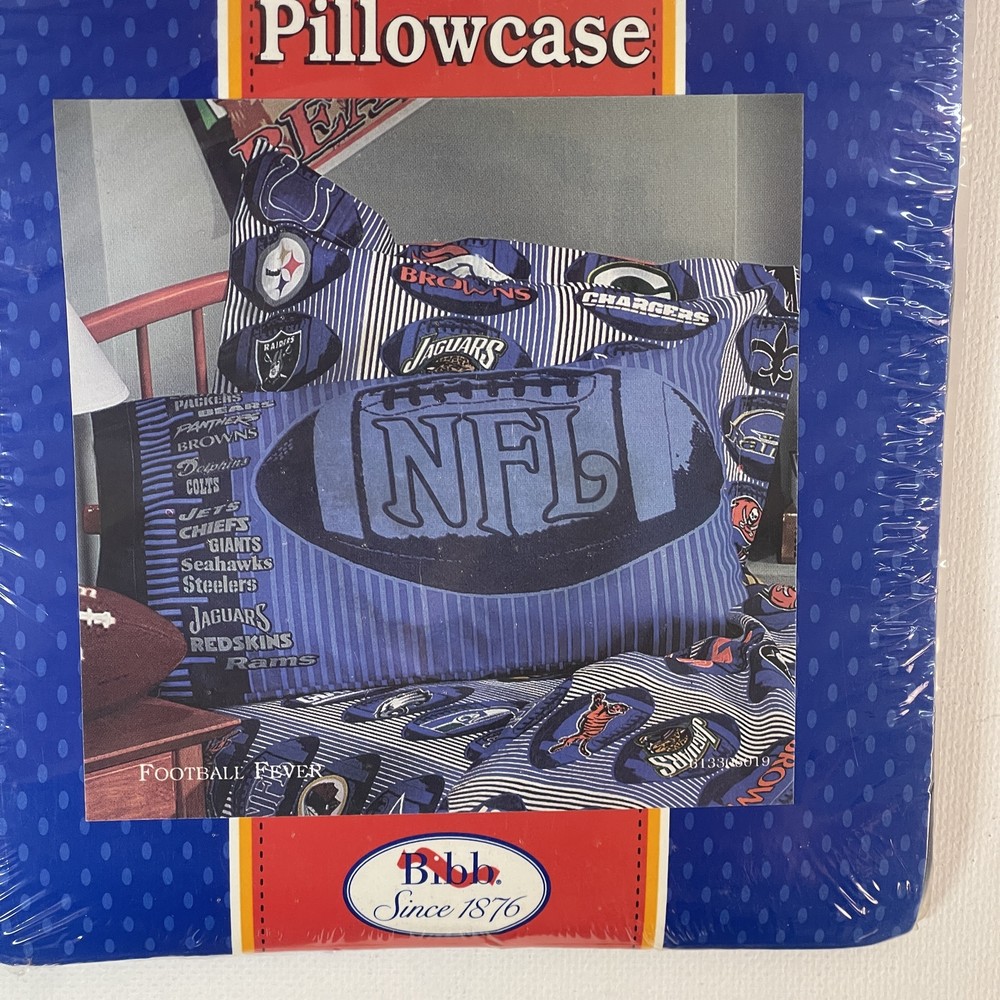 Pillowcase
BEA
RAIDERS
BROWNS
CHARGERS
JAGUARS
PACKERS
BEARS
PANTHERS
BROWNS
Dolphins
COLTS
JETS
CHIEFS
GIANTS
Seahawks
Steelers
JAGUARS
REDSKINS
Rams
NFL
FOOTBALL FEVER
Bibb®
Since 1876